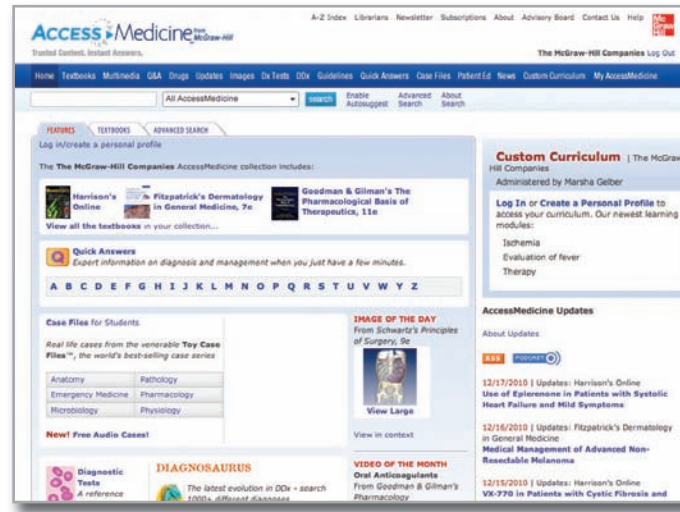 A-Z Index Librarians Newsletter Subscriptions About Advisory Board Contact Us Help
Mc
Graw
Hill
ACCESS Medicine from
McGraw-Hill
Trusted Content. Instant Answers.
The McGraw-Hill Companies Log Out
Home Textbooks Multimedia Q&A Drugs Updates Images Dx Tests DDx Guidelines Quick Answers Case Files Patient Ed News Custom Curriculum My AccessMedicine
All AccessMedicine
search
Enable Autosuggest
Advanced Search
About Search
FEATURES TEXTBOOKS ADVANCED SEARCH
Log in/create a personal profile
The The McGraw-Hill Companies AccessMedicine collection includes:
Harrison's
Online
Fitzpatrick's Dermatology
in General Medicine, 7e
Goodman & Gilman's The
Pharmacological Basis of
Therapeutics, 11e
View all the textbooks in your collection...
Q
Quick Answers
Expert information on diagnosis and management when you just have a few minutes.
A B C D E F G H I J K L M N O P Q R S T U V W Y Z
Case Files for Students
Real life cases from the venerable Toy Case
Files™, the world's best-selling case series
Anatomy Pathology
Emergency Medicine Pharmacology
Microbiology Physiology
New! Free Audio Cases!
IMAGE OF THE DAY
From Schwartz's Principles
of Surgery, 9e
View Large
View in context
Diagnostic
Tests
A reference
DIAGNOSAURUS
The latest evolution in DDx - search
1000+ different diagnoses
VIDEO OF THE MONTH
Oral Anticoagulants
From Goodman & Gilman's
Pharmacology
Custom Curriculum | The McGraw
Hill Companies
Administered by Marsha Gelber
Log In or Create a Personal Profile to
access your curriculum. Our newest learning
modules:
Ischemia
Evaluation of fever
Therapy
AccessMedicine Updates
About Updates
RSS PODCAST
12/17/2010 | Updates: Harrison's Online
Use of Eplerenone in Patients with Systolic
Heart Failure and Mild Symptoms
12/16/2010 | Updates: Fitzpatrick's Dermatology
in General Medicine
Medical Management of Advanced Non-
Resectable Melanoma
12/15/2010 | Updates: Harrison's Online
VX-770 in Patients with Cystic Fibrosis and